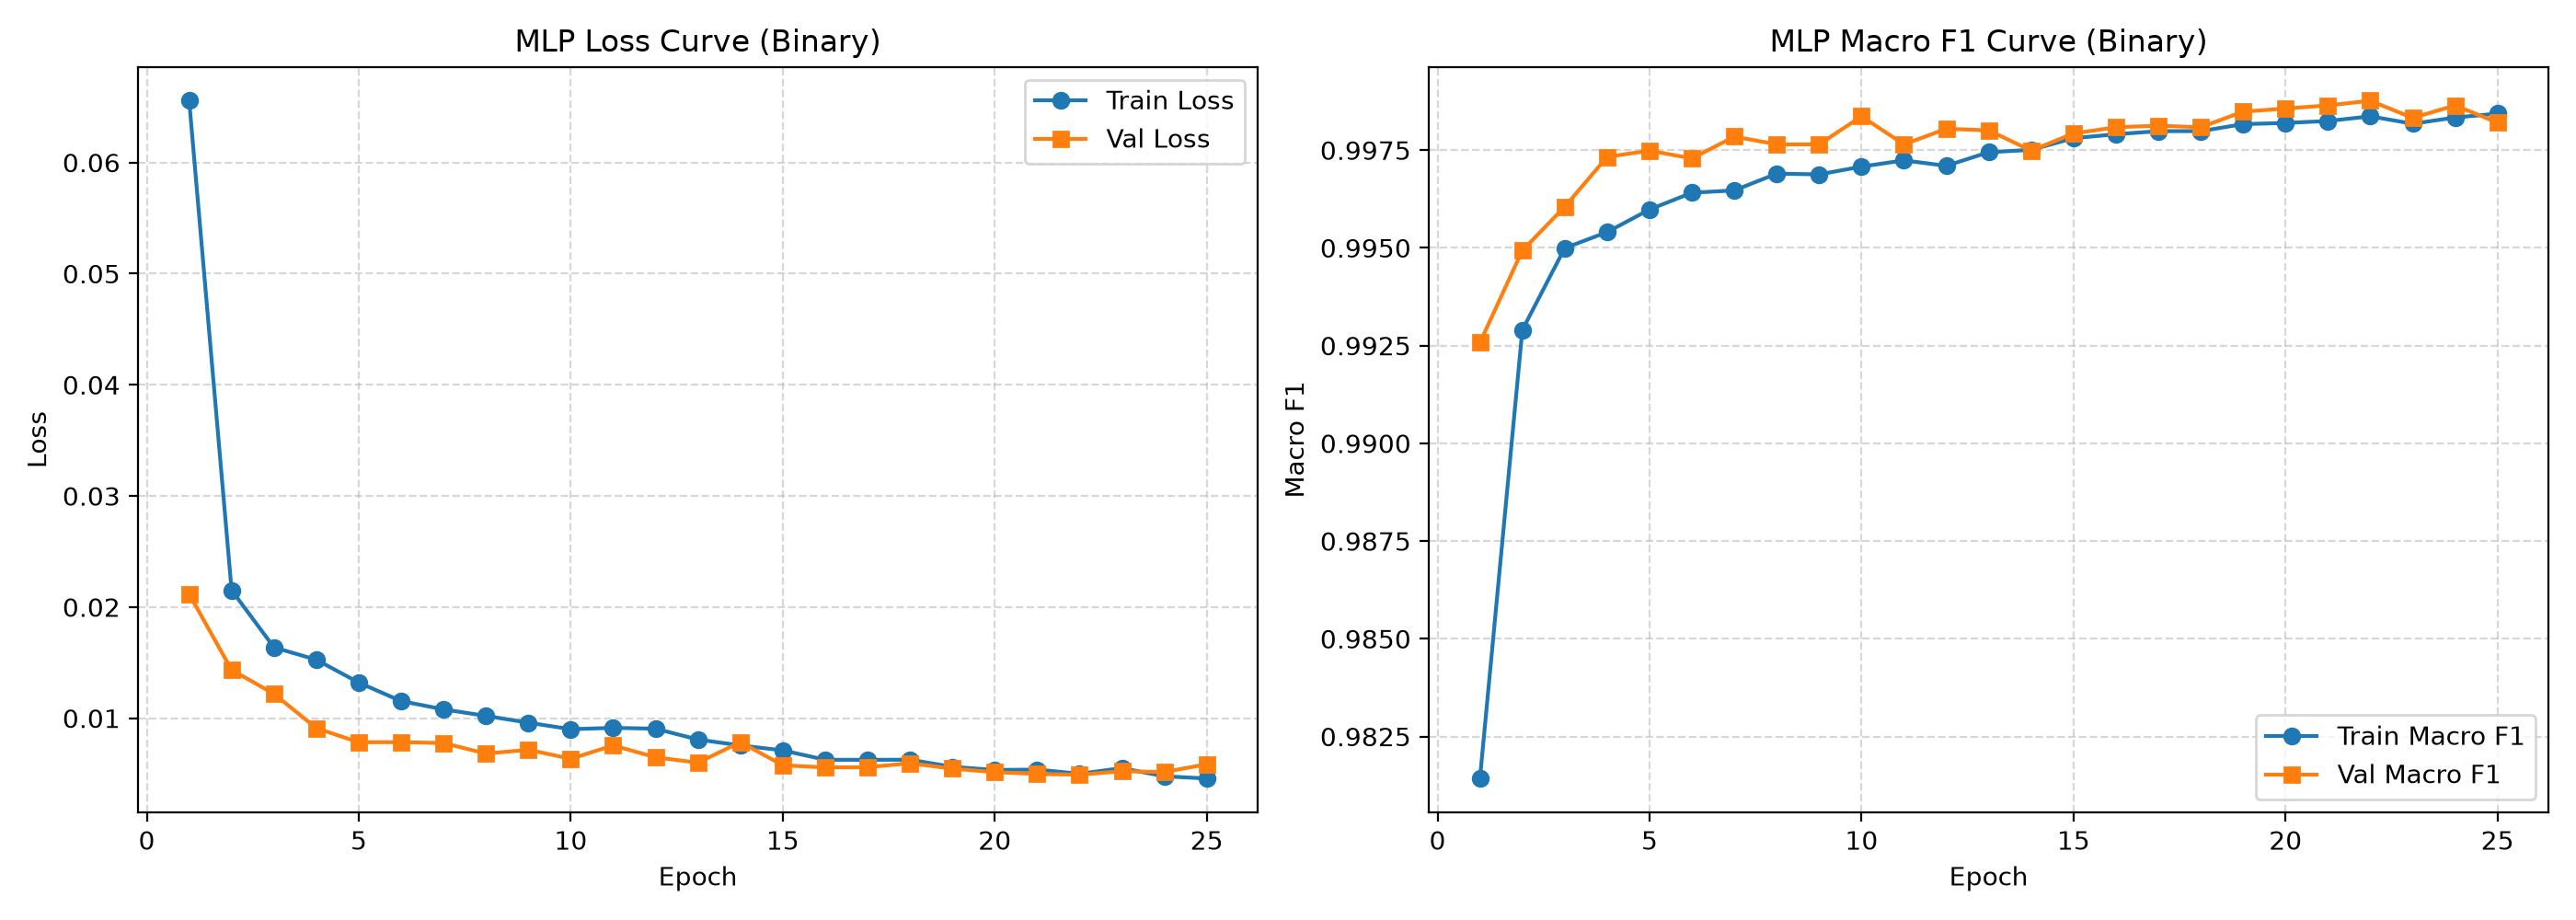 MLP Loss Curve (Binary)
Train Loss
Val Loss
0.06
0.05
0.04
0.03
0.02
0.01
Loss
0 5 10 15 20 25
Epoch
MLP Macro F1 Curve (Binary)
0.9975
0.9950
0.9925
0.9900
0.9875
0.9850
0.9825
Macro F1
Train Macro F1
Val Macro F1
0 5 10 15 20 25
Epoch